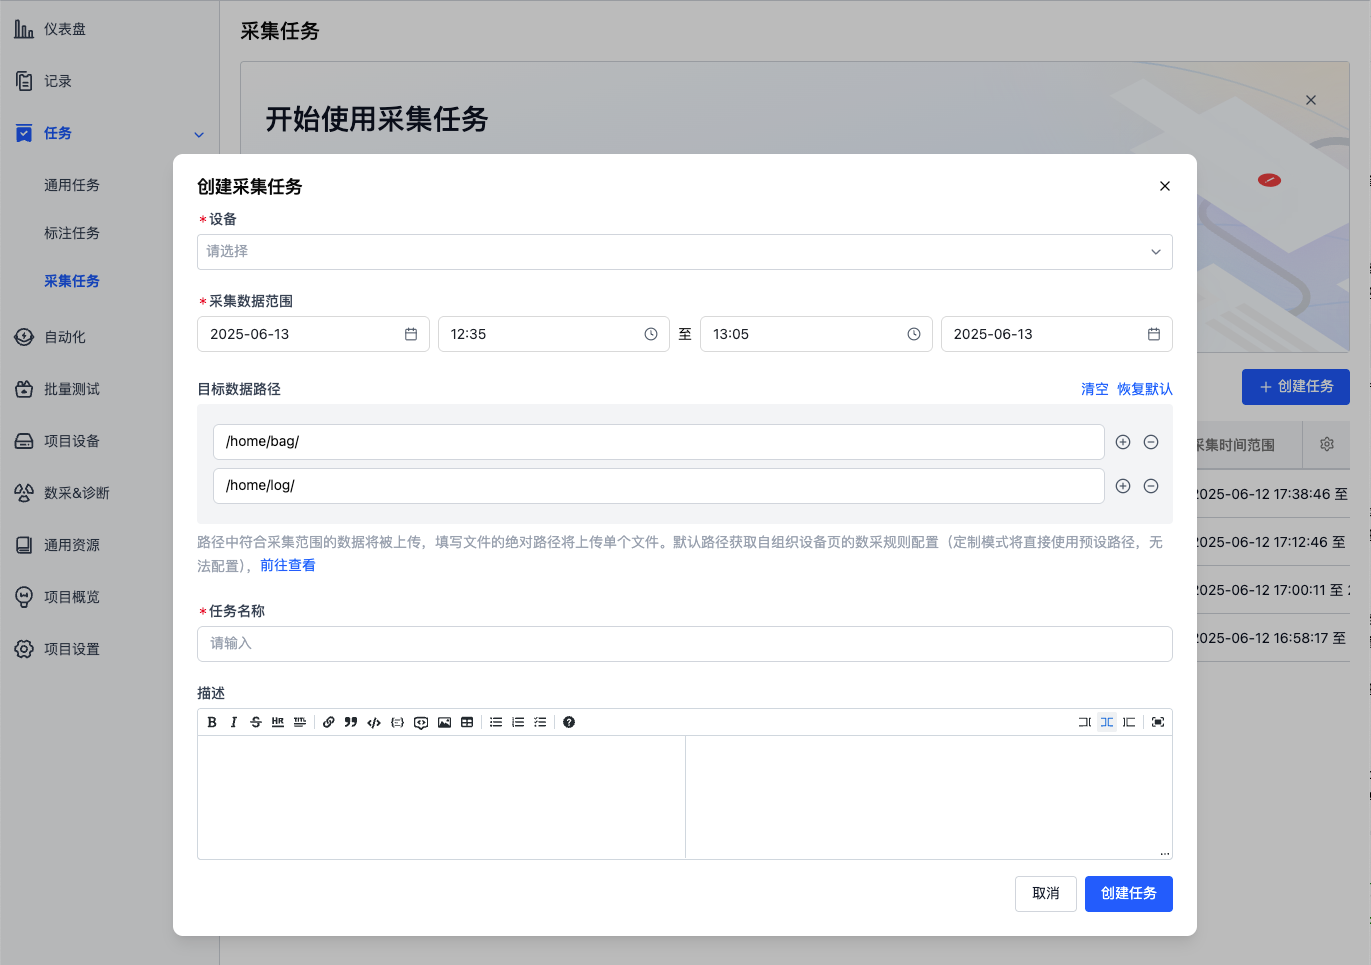 仪表盘
记录
任务
通用任务
标注任务
采集任务
自动化
批量测试
项目设备
数采&诊断
通用资源
项目概览
项目设置
采集任务
开始使用采集任务
创建采集任务
*设备
请选择
*采集数据范围
2025-06-13 12:35 至 13:05 2025-06-13
目标数据路径 清空 恢复默认
/home/bag/
/home/log/
路径中符合采集范围的数据将被上传，填写文件的绝对路径将上传单个文件。默认路径获取自组织设备页的数采规则配置（定制模式将直接使用预设路径，无
法配置），前往查看
*任务名称
请输入
描述
B I S HR
取消 创建任务
+ 创建任务
采集时间范围
2025-06-12 17:38:46 至
2025-06-12 17:12:46 至
2025-06-12 17:00:11 至
2025-06-12 16:58:17 至